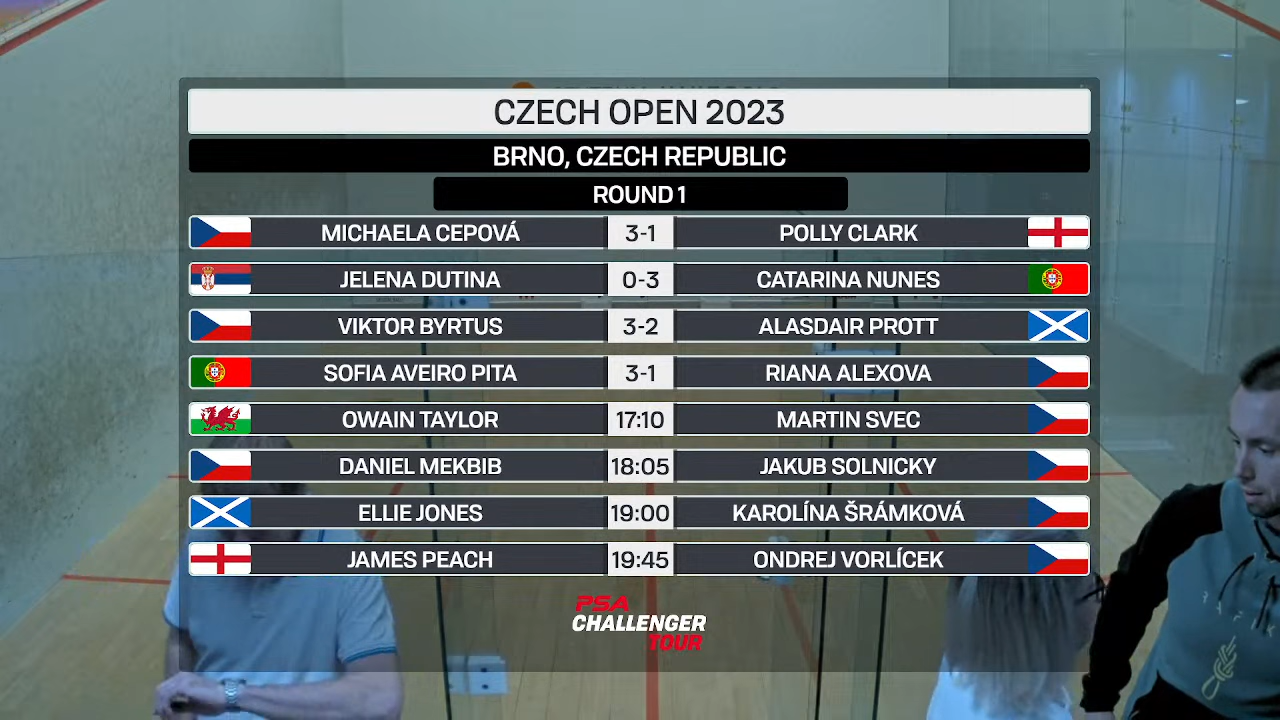 CZECH OPEN 2023
BRNO, CZECH REPUBLIC
ROUND 1
MICHAELA CEPOVÁ 3-1 POLLY CLARK
JELENA DUTINA 0-3 CATARINA NUNES
VIKTOR BYRTUS 3-2 ALASDAIR PROTT
SOFIA AVEIRO PITA 3-1 RIANA ALEXOVA
OWAIN TAYLOR 17:10 MARTIN SVEC
DANIEL MEKBIB 18:05 JAKUB SOLNICKY
ELLIE JONES 19:00 KAROLÍNA ŠRÁMKOVÁ
JAMES PEACH 19:45 ONDREJ VORLÍCEK
PSA
CHALLENGER
TOUR